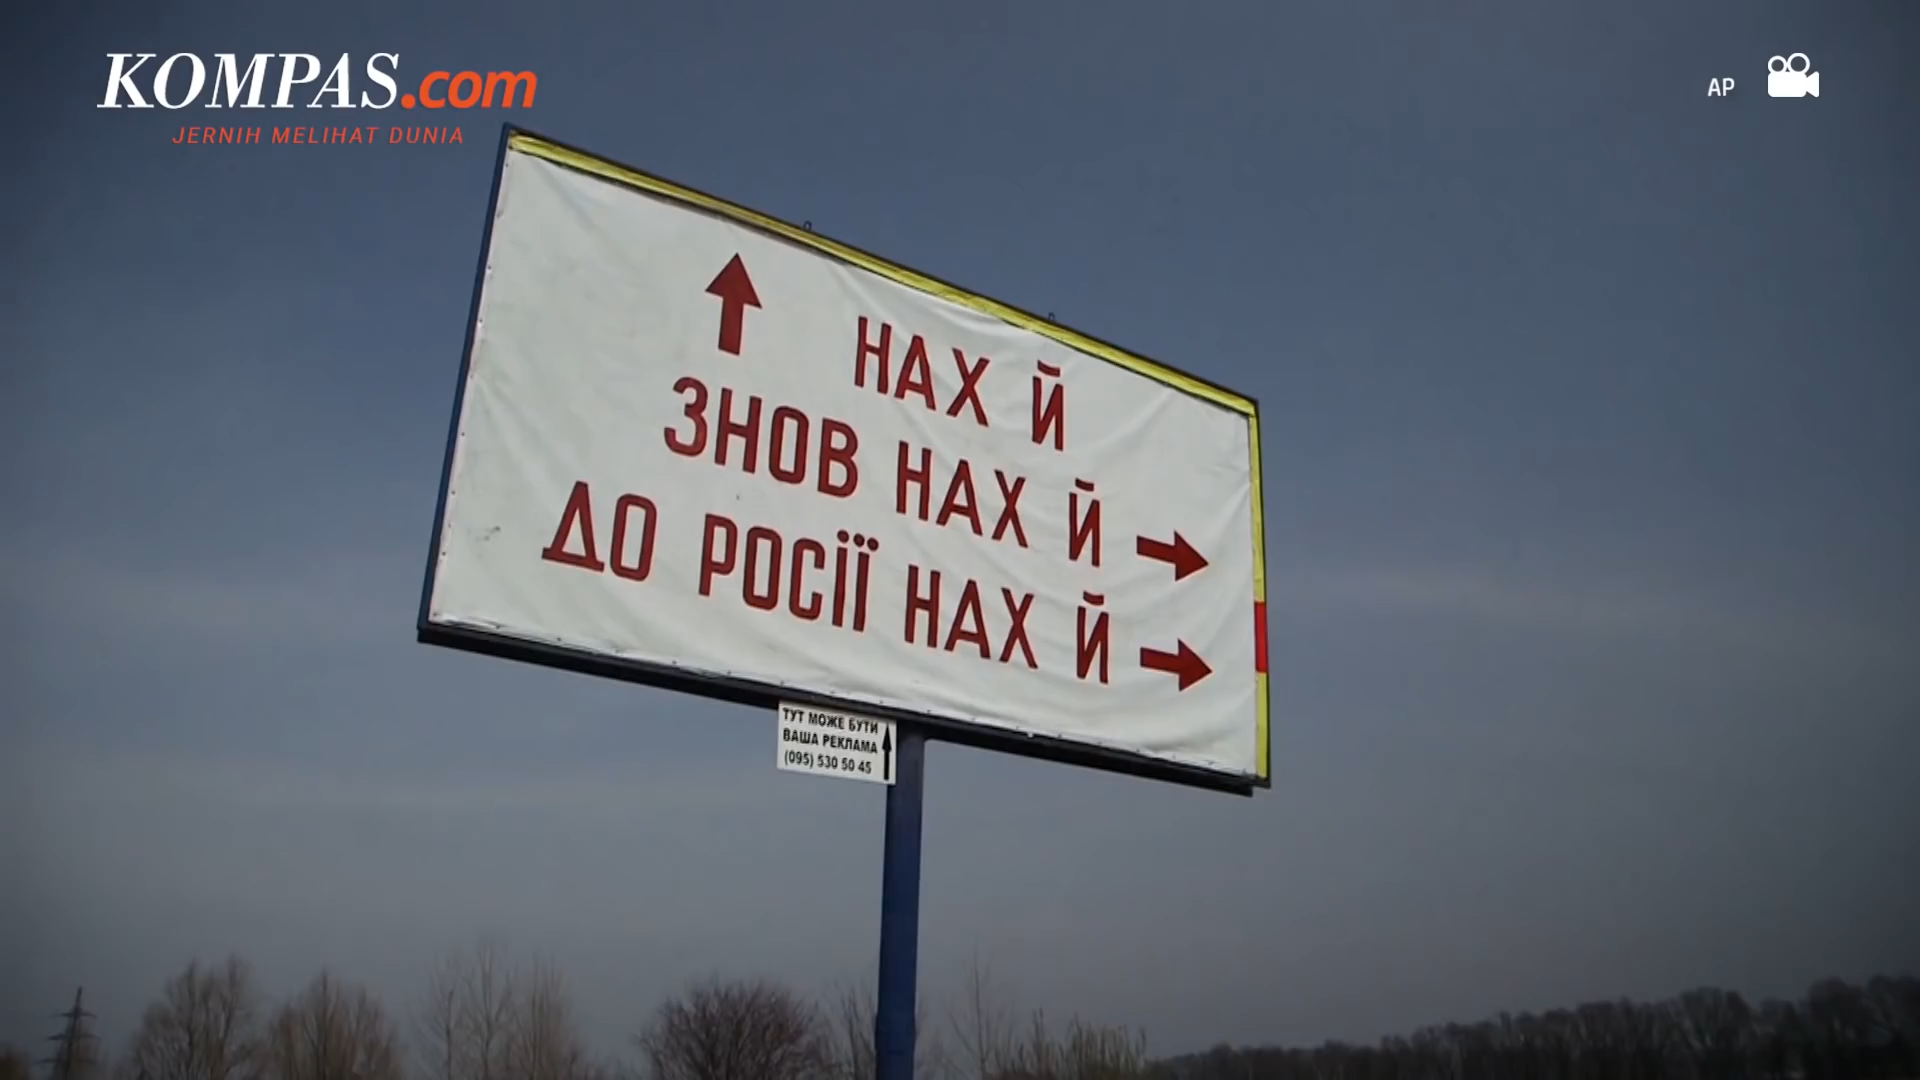 KOMPAS.com
JERNIH MELIHAT DUNIA
AP
НАХ Й
ЗНОВ НАХ Й
ДО РОСІЇ НАХ Й
ТУТ МОЖЕ БУТИ
ВАША РЕКЛАМА
(095) 530 50 45